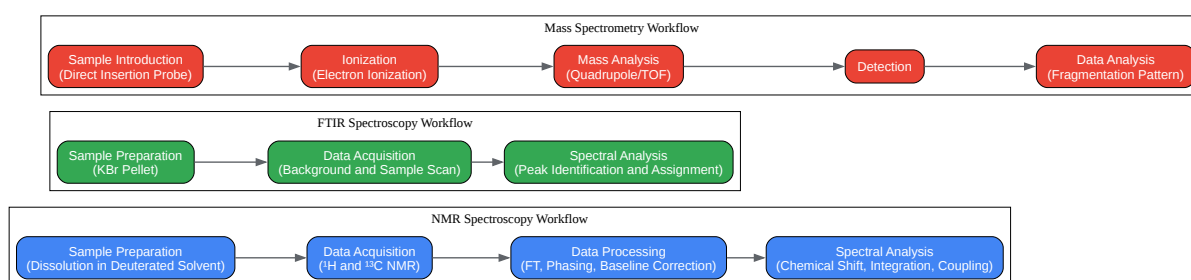 Mass Spectrometry Workflow
Sample Introduction
(Direct Insertion Probe)
Ionization
(Electron Ionization)
Mass Analysis
(Quadrupole/TOF)
Detection
Data Analysis
(Fragmentation Pattern)
FTIR Spectroscopy Workflow
Sample Preparation
(KBr Pellet)
Data Acquisition
(Background and Sample Scan)
Spectral Analysis
(Peak Identification and Assignment)
NMR Spectroscopy Workflow
Sample Preparation
(Dissolution in Deuterated Solvent)
Data Acquisition
(¹H and ¹³C NMR)
Data Processing
(FT, Phasing, Baseline Correction)
Spectral Analysis
(Chemical Shift, Integration, Coupling)